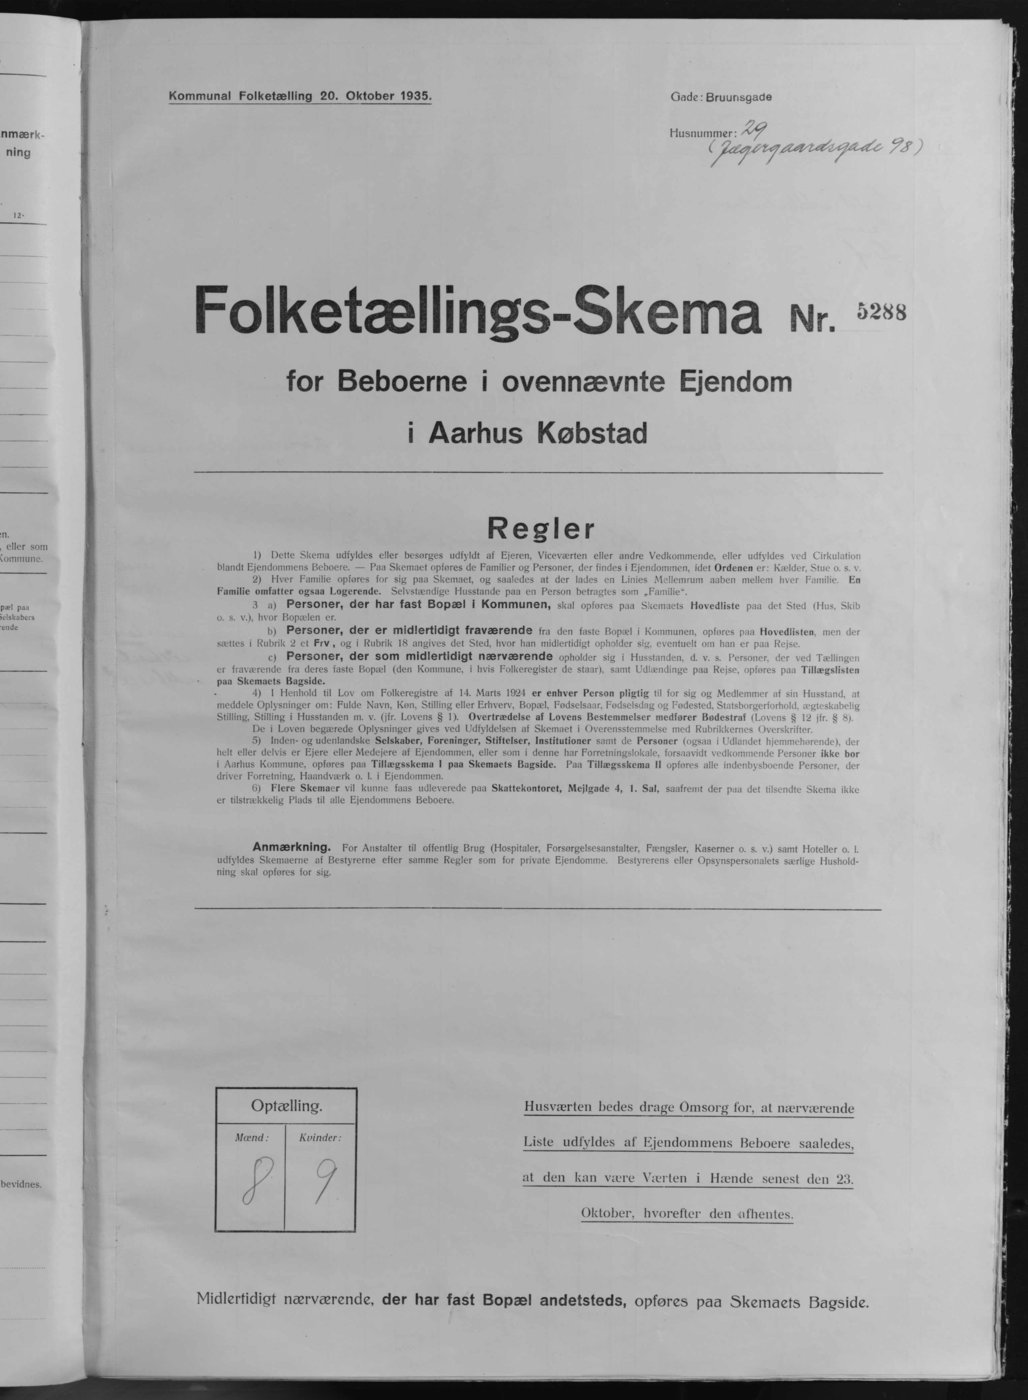 Kommunal Folketælling 20. Oktober 1935.
Gade: Bruunsgade
Husnummer: 29
(Jægergaardsgade 98)
Folketællings-Skema Nr. 5288
for Beboerne i ovennævnte Ejendom
i Aarhus Købstad
Regler
1) Dette Skema udfyldes eller besørges udfyldt af Ejeren, Viceværten eller andre Vedkommende, eller udfyldes ved Cirkulation
blandt Ejendommens Beboere. — Paa Skemaet opføres de Familier og Personer, der findes i Ejendommen, idet Ordenen er: Kælder, Stue o. s. v.
2) Hver Familie opføres for sig paa Skemaet, og saaledes at der lades en Linies Mellemrum aaben mellem hver Familie. En
Familie omfatter ogsaa Logerende. Selvstændige Husstande paa en Person betragtes som „Familie“.
3 a) Personer, der har fast Bopæl i Kommunen, skal opføres paa Skemaets Hovedliste paa det Sted (Hus, Skib
o. s. v.), hvor Bopælen er.
b) Personer, der er midlertidigt fraværende fra den faste Bopæl i Kommunen, opføres paa Hovedlisten, men der
sættes i Rubrik 2 et Frv., og i Rubrik 18 angives det Sted, hvor han midlertidigt opholder sig, eventuelt om han er paa Rejse.
c) Personer, der som midlertidigt nærværende opholder sig i Husstanden, d. v. s. Personer, der ved Tællingen
er fraværende fra deres faste Bopæl (den Kommune, i hvis Folkeregister de staar), samt Udlændinge paa Rejse, opføres paa Tillægslisten
paa Skemaets Bagside.
4) I Henhold til Lov om Folkeregistre af 14. Marts 1924 er enhver Person pligtig til for sig og Medlemmer af sin Husstand, at
meddele Oplysninger om: Fulde Navn, Køn, Stilling eller Erhverv, Bopæl, Fødselsaar, Fødselsdag og Fødested, Statsborgerforhold, ægteskabelig
Stilling, Stilling i Husstanden m. v. (jfr. Lovens § 1). Overtrædelse af Lovens Bestemmelser medfører Bødestraf (Lovens § 12 jfr. § 8).
De i Loven begærede Oplysninger gives ved Udfyldelsen af Skemaet i Overensstemmelse med Rubrikkernes Overskrifter.
5) Inden- og udenlandske Selskaber, Foreninger, Stiftelser, Institutioner samt de Personer (ogsaa i Udlandet hjemmehørende), der
helt eller delvis er Ejere eller Medejere af Ejendommen, eller som i denne har Forretningslokale, forsaavidt vedkommende Personer ikke bor
i Aarhus Kommune, opføres paa Tillægsskema I paa Skemaets Bagside. Paa Tillægsskema II opføres alle indenbysboende Personer, der
driver Forretning, Haandværk o. l. i Ejendommen.
6) Flere Skemaer vil kunne faas udleverede paa Skattekontoret, Mejlgade 4, 1. Sal, saafremt der paa det tilsendte Skema ikke
er tilstrækkelig Plads til alle Ejendommens Beboere.
Anmærkning. For Anstalter til offentlig Brug (Hospitaler, Forsørgelsesanstalter, Fængsler, Kaserner o. s. v.) samt Hoteller o. l.
udfyldes Skemaerne af Bestyrerne efter samme Regler som for private Ejendomme. Bestyrerens eller Opsynspersonalets særlige Hushold-
ning skal opføres for sig.
Optælling.
Mænd: Kvinder:
8 9
Husværten bedes drage Omsorg for, at nærværende
Liste udfyldes af Ejendommens Beboere saaledes,
at den kan være Værten i Hænde senest den 23.
Oktober, hvorefter den afhentes.
Midlertidigt nærværende, der har fast Bopæl andetsteds, opføres paa Skemaets Bagside.
nmærk-
ning
12-
en.
, eller som
Kommune.
pæl paa
Selskabers
ende
bevidnes.